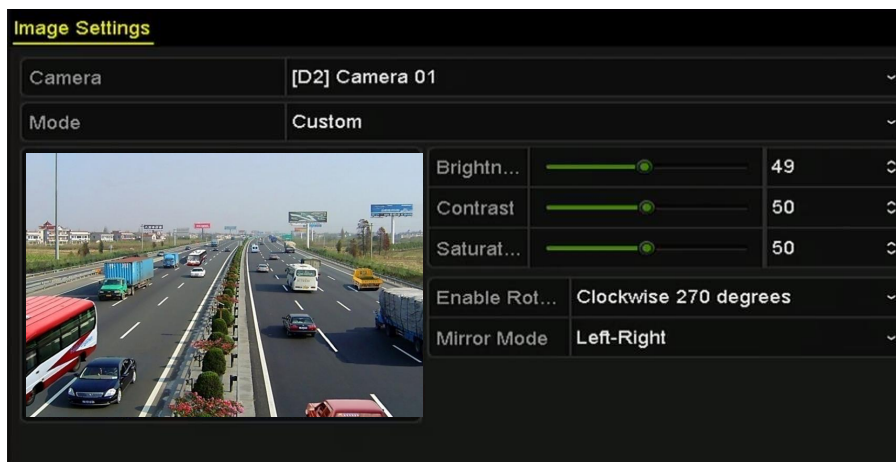 Image Settings
Camera [D2] Camera 01
Mode Custom
Brightn... 49
Contrast 50
Saturat... 50
Enable Rot... Clockwise 270 degrees
Mirror Mode Left-Right